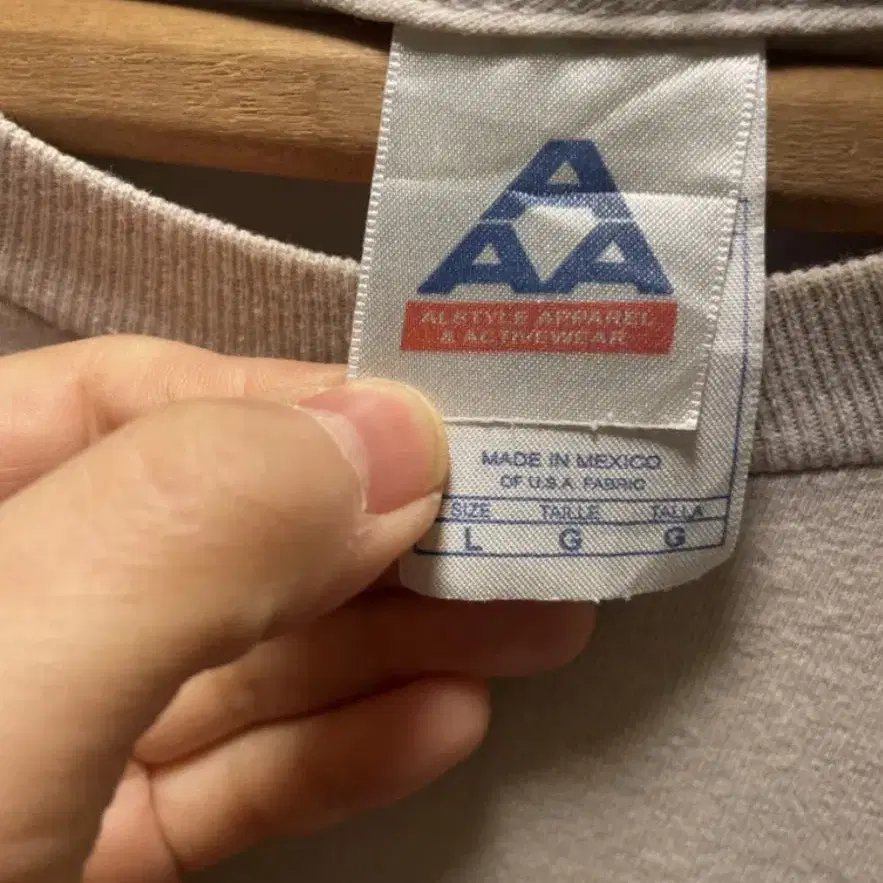 AAA
ALSTYLE APPAREL
& ACTIVEWEAR
MADE IN MEXICO
OF U.S.A. FABRIC
SIZE TAILLE TALLA
L G G